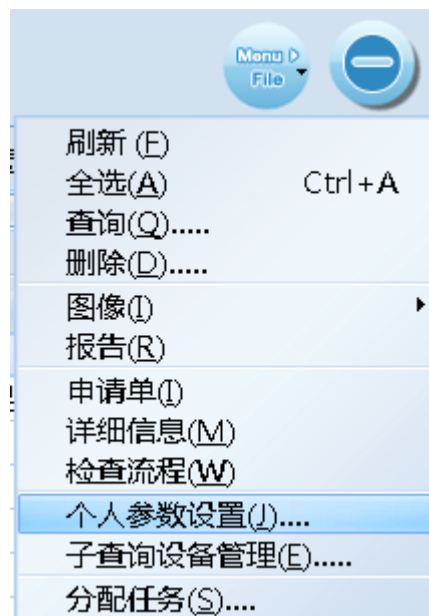 Menu
File
刷新 (F)
全选(A) Ctrl+A
查询(Q).....
删除(D).....
图像(I)
报告(R)
申请单(I)
详细信息(M)
检查流程(W)
个人参数设置(J)....
子查询设备管理(E).....
分配任务(S)....